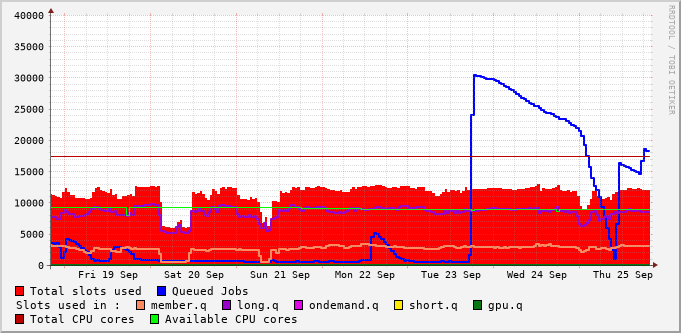 40000
35000
30000
25000
20000
15000
10000
5000
0
Fri 19 Sep Sat 20 Sep Sun 21 Sep Mon 22 Sep Tue 23 Sep Wed 24 Sep Thu 25 Sep
RRDTOOL / TOBI OETIKER
Total slots used Queued Jobs
Slots used in : member.q long.q ondemand.q short.q gpu.q
Total CPU cores Available CPU cores